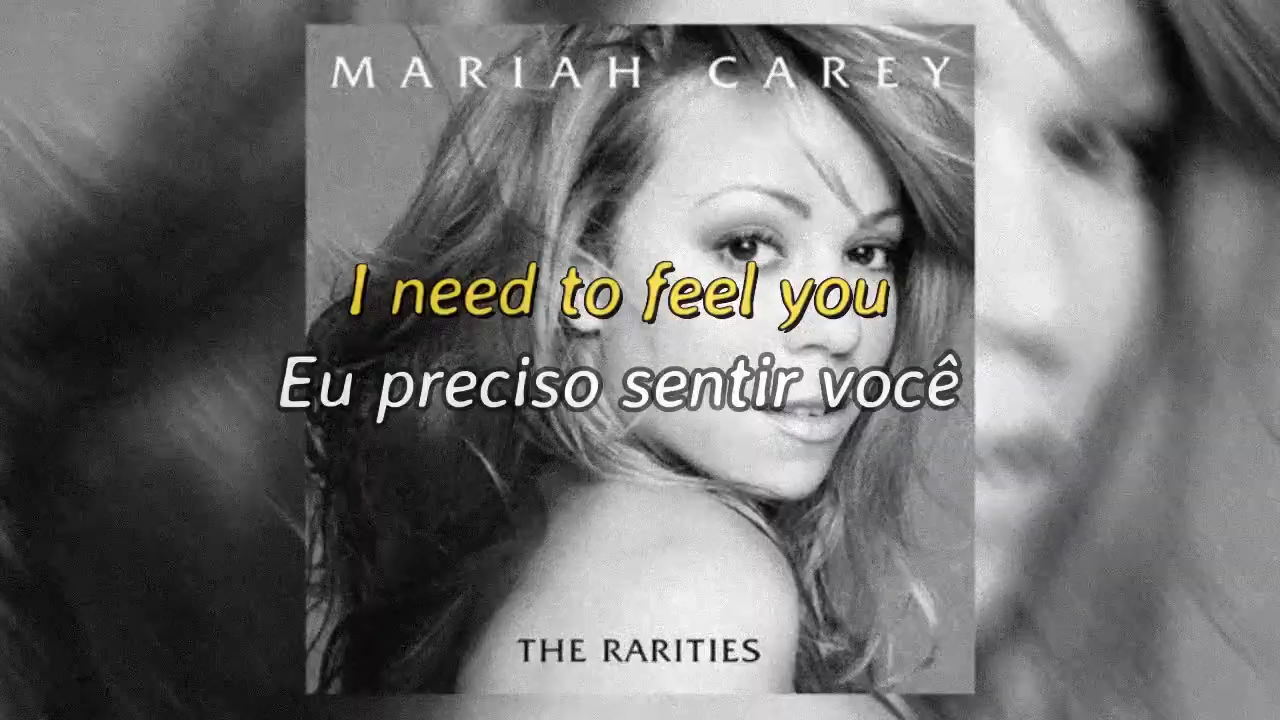 MARIAH CAREY
I need to feel you
Eu preciso sentir você
THE RARITIES